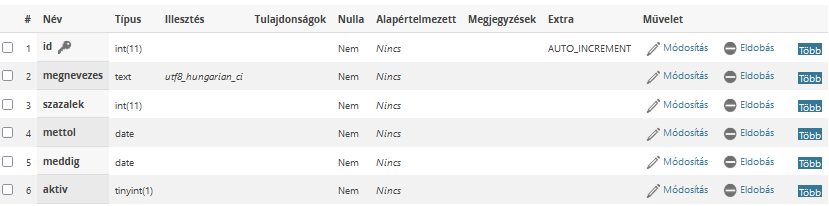 # Név Típus Illesztés Tulajdonságok Nulla Alapértelmezett Megjegyzések Extra Művelet
1 id int(11) Nem Nincs AUTO_INCREMENT Módosítás Eldobás Több
2 megnevezes text utf8_hungarian_ci Nem Nincs Módosítás Eldobás Több
3 szazalek int(11) Nem Nincs Módosítás Eldobás Több
4 mettol date Nem Nincs Módosítás Eldobás Több
5 meddig date Nem Nincs Módosítás Eldobás Több
6 aktiv tinyint(1) Nem Nincs Módosítás Eldobás Több